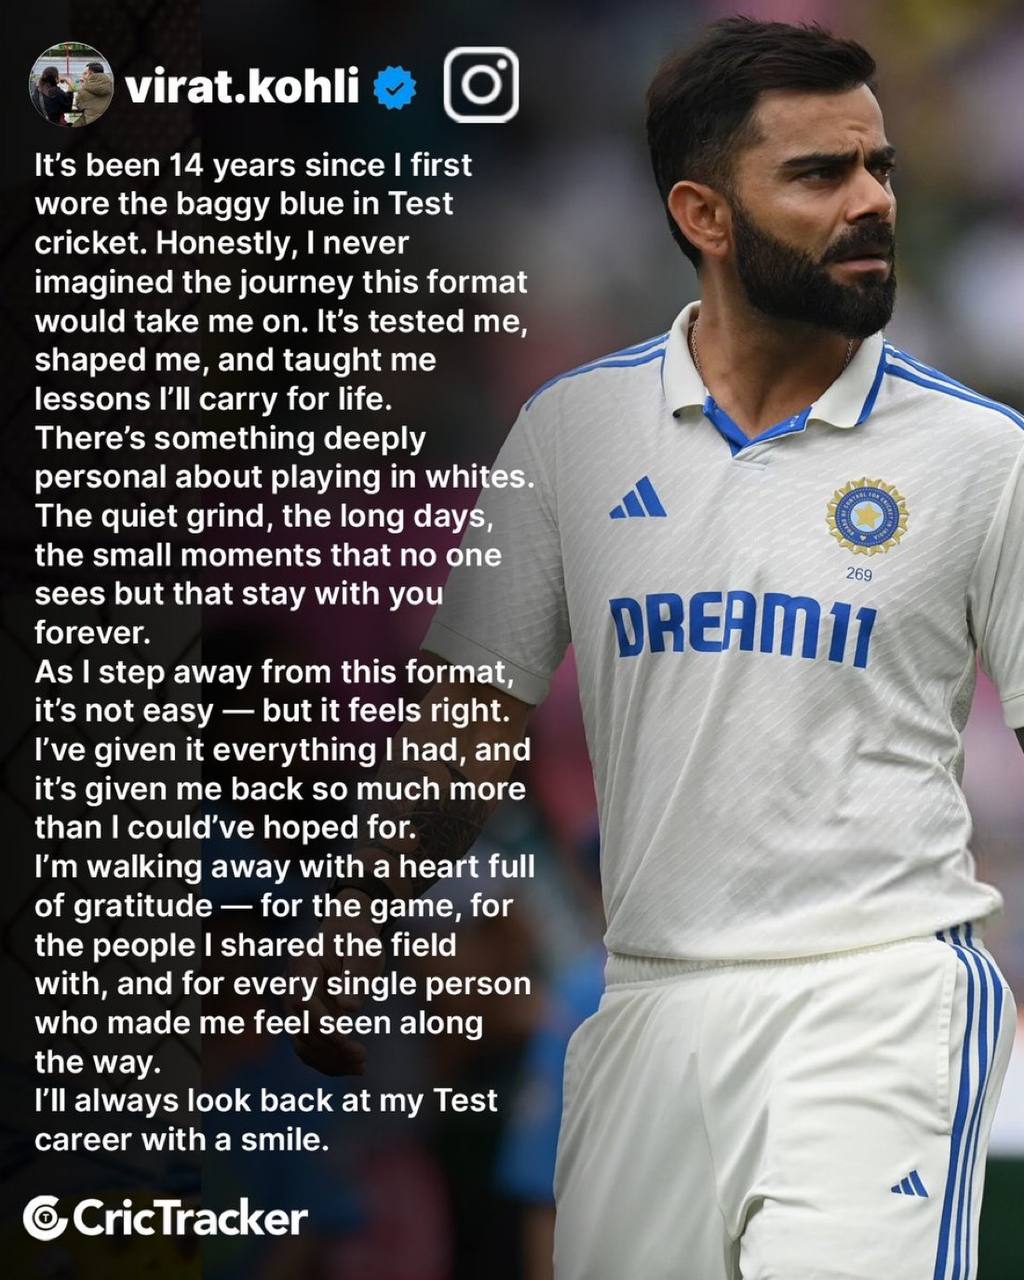 virat.kohli
It’s been 14 years since I first
wore the baggy blue in Test
cricket. Honestly, I never
imagined the journey this format
would take me on. It’s tested me,
shaped me, and taught me
lessons I’ll carry for life.
There’s something deeply
personal about playing in whites.
The quiet grind, the long days,
the small moments that no one
sees but that stay with you
forever.
As I step away from this format,
it’s not easy — but it feels right.
I’ve given it everything I had, and
it’s given me back so much more
than I could’ve hoped for.
I’m walking away with a heart full
of gratitude — for the game, for
the people I shared the field
with, and for every single person
who made me feel seen along
the way.
I’ll always look back at my Test
career with a smile.
CricTracker
BOARD OF CONTROL FOR CRICKET IN INDIA
269
DREAM11